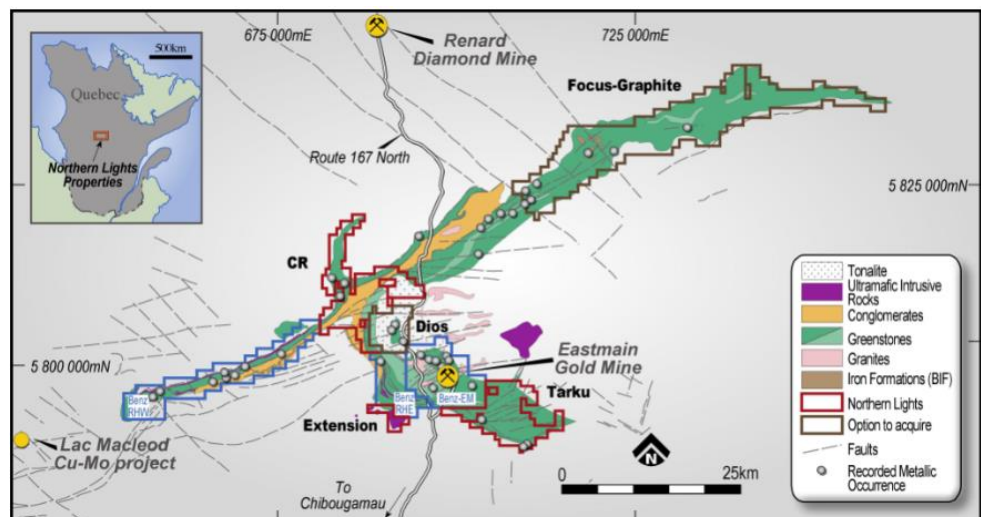 675 000mE
725 000mE
500km
Quebec
Northern Lights
Properties
Renard
Diamond Mine
Focus-Graphite
Route 167 North
5 825 000mN
CR
Dios
Eastmain
Gold Mine
5 800 000mN
Benz
RHW
Benz
RHE
Benz-EM
Tarku
Extension
Lac Macleod
Cu-Mo project
To
Chibougamau
N
0
25km
Tonalite
Ultramafic Intrusive
Rocks
Conglomerates
Greenstones
Granites
Iron Formations (BIF)
Northern Lights
Option to acquire
Faults
Recorded Metallic
Occurrence